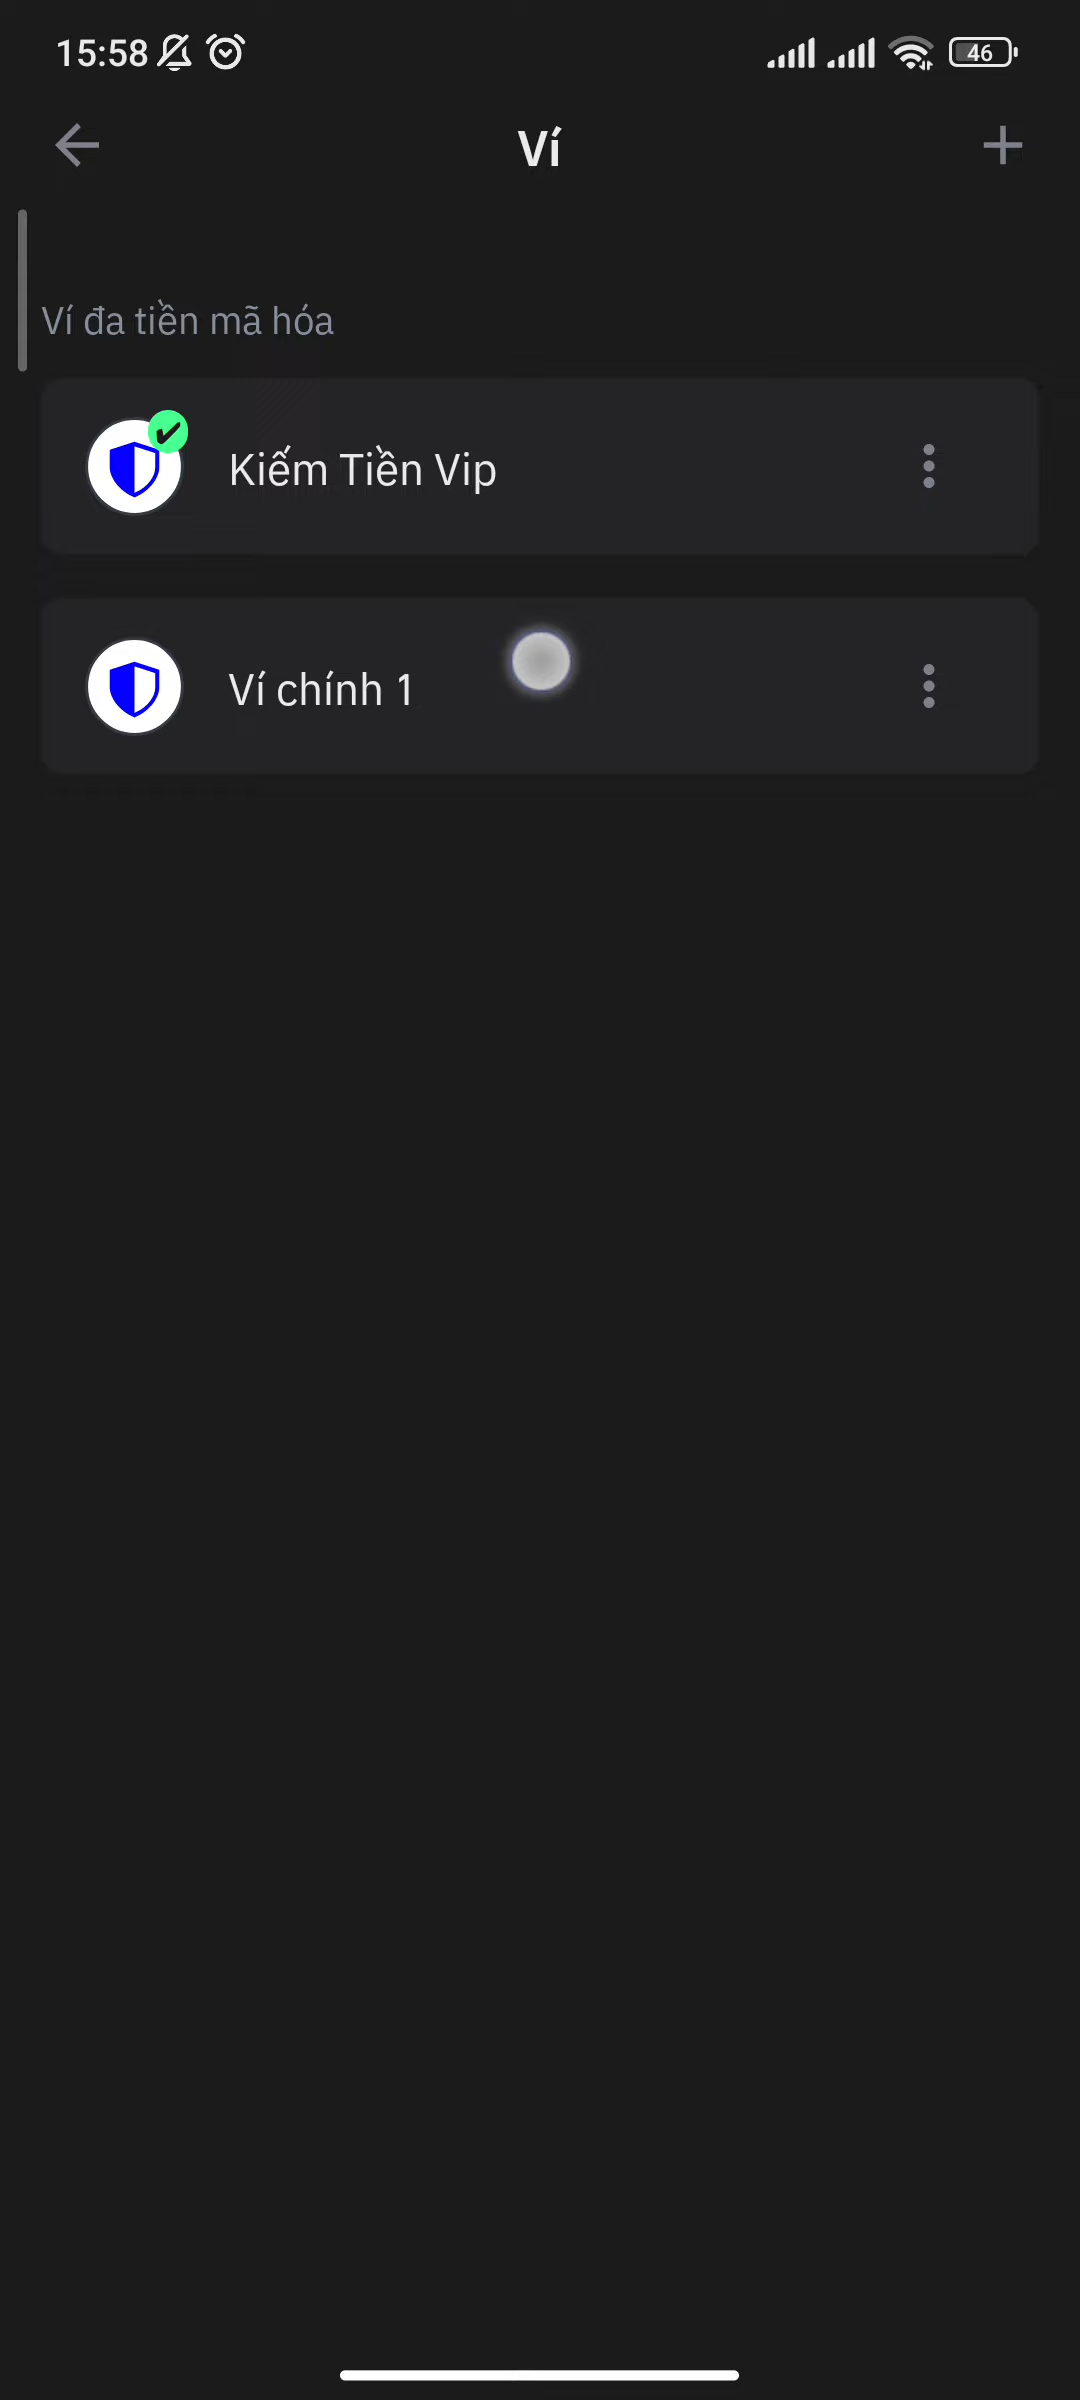 15:58
46
Ví
Ví đa tiền mã hóa
Kiếm Tiền Vip
Ví chính 1